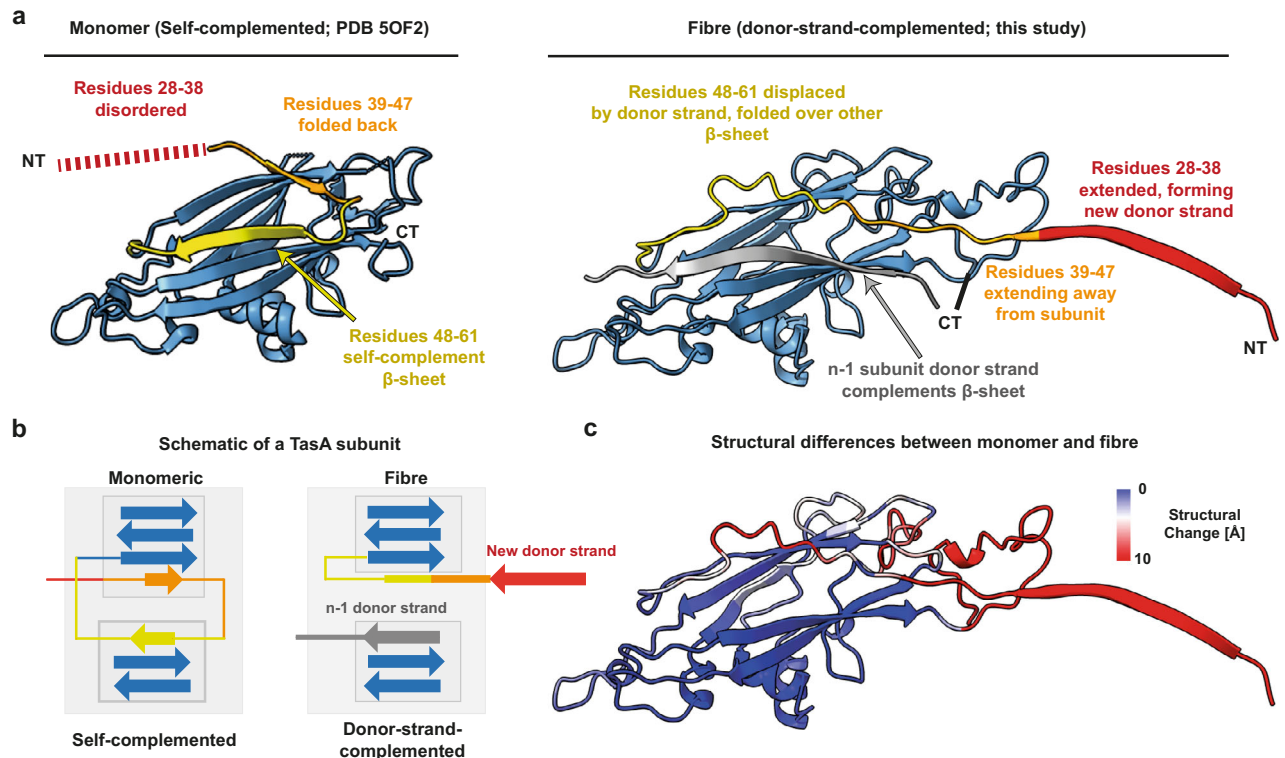 a
Monomer (Self-complemented; PDB 5OF2)
Residues 28-38
disordered
Residues 39-47
folded back
NT
CT
Residues 48-61
self-complement
β-sheet
Fibre (donor-strand-complemented; this study)
Residues 48-61 displaced
by donor strand, folded over other
β-sheet
Residues 28-38
extended, forming
new donor strand
Residues 39-47
extending away
from subunit
CT
NT
n-1 subunit donor strand
complements β-sheet
b
Schematic of a TasA subunit
Monomeric
Fibre
New donor strand
n-1 donor strand
Self-complemented
Donor-strand-
complemented
c
Structural differences between monomer and fibre
0
Structural
Change [Å]
10